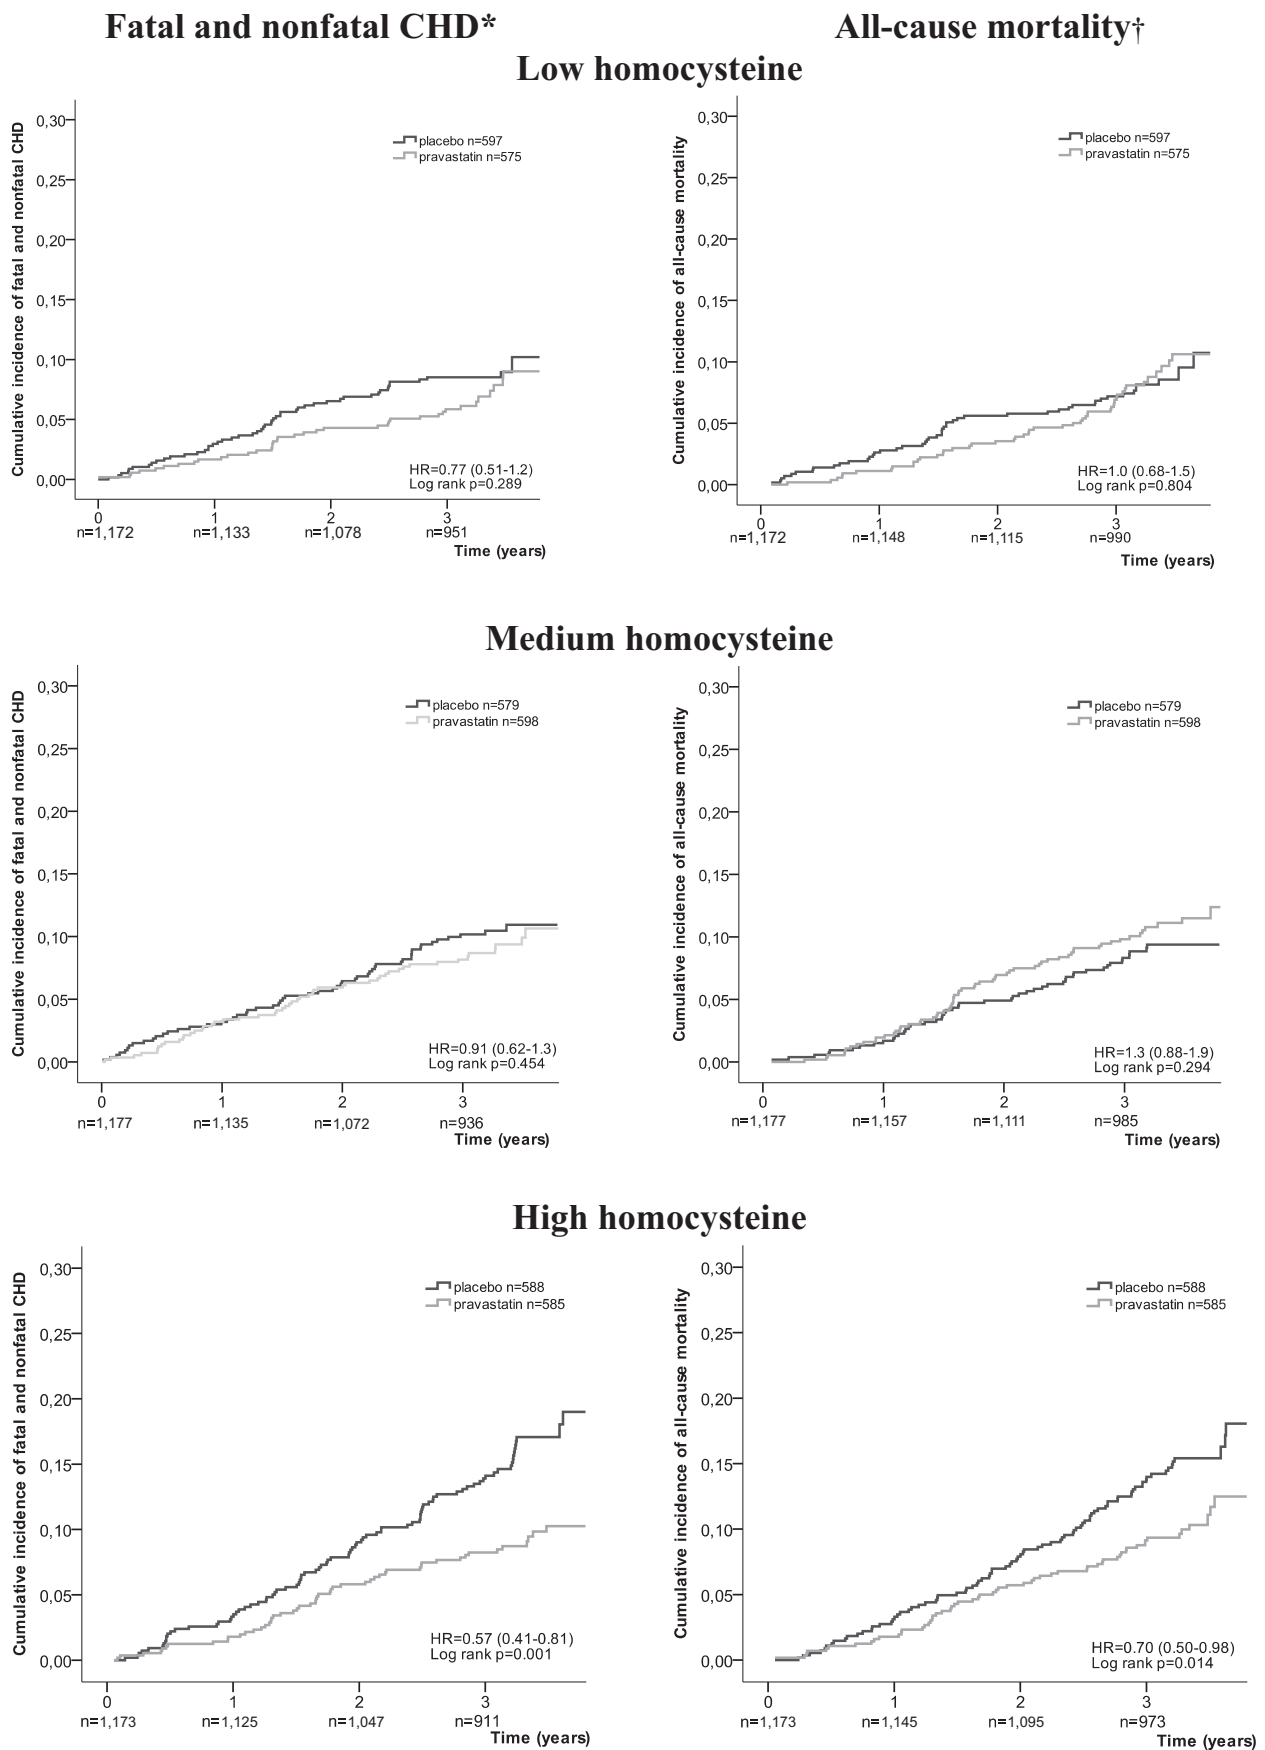 Fatal and nonfatal CHD*
All-cause mortality†
Low homocysteine
Cumulative incidence of fatal and nonfatal CHD
0,30
0,25
0,20
0,15
0,10
0,05
0,00
placebo n=597
pravastatin n=575
HR=0.77 (0.51-1.2)
Log rank p=0.289
0 1 2 3
n=1,172 n=1,133 n=1,078 n=951
Time (years)
Cumulative incidence of all-cause mortality
0,30
0,25
0,20
0,15
0,10
0,05
0,00
placebo n=597
pravastatin n=575
HR=1.0 (0.68-1.5)
Log rank p=0.804
0 1 2 3
n=1,172 n=1,148 n=1,115 n=990
Time (years)
Medium homocysteine
Cumulative incidence of fatal and nonfatal CHD
0,30
0,25
0,20
0,15
0,10
0,05
0,00
placebo n=579
pravastatin n=598
HR=0.91 (0.62-1.3)
Log rank p=0.454
0 1 2 3
n=1,177 n=1,135 n=1,072 n=936
Time (years)
Cumulative incidence of all-cause mortality
0,30
0,25
0,20
0,15
0,10
0,05
0,00
placebo n=579
pravastatin n=598
HR=1.3 (0.88-1.9)
Log rank p=0.294
0 1 2 3
n=1,177 n=1,157 n=1,111 n=985
Time (years)
High homocysteine
Cumulative incidence of fatal and nonfatal CHD
0,30
0,25
0,20
0,15
0,10
0,05
0,00
placebo n=588
pravastatin n=585
HR=0.57 (0.41-0.81)
Log rank p=0.001
0 1 2 3
n=1,173 n=1,125 n=1,047 n=911
Time (years)
Cumulative incidence of all-cause mortality
0,30
0,25
0,20
0,15
0,10
0,05
0,00
placebo n=588
pravastatin n=585
HR=0.70 (0.50-0.98)
Log rank p=0.014
0 1 2 3
n=1,173 n=1,145 n=1,095 n=973
Time (years)